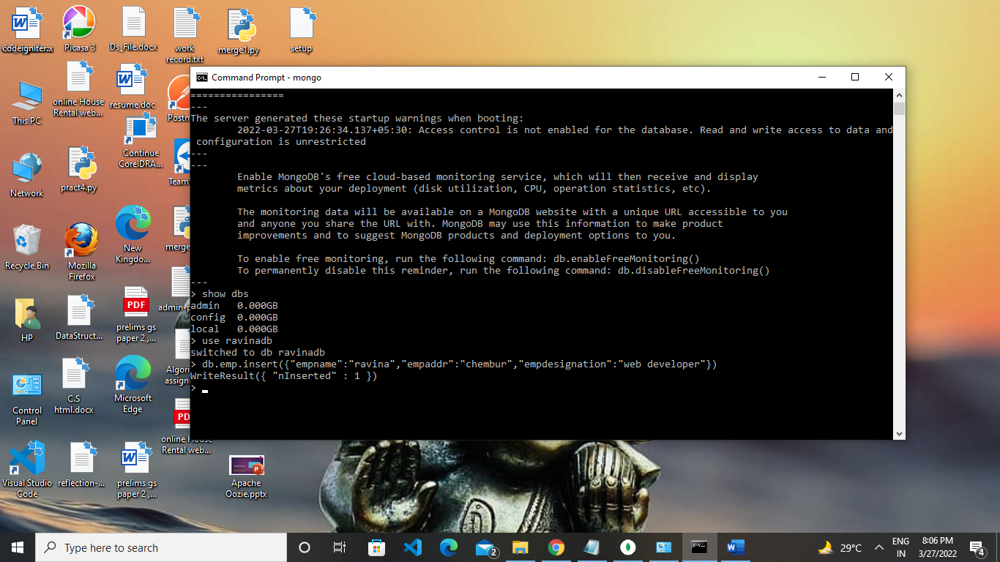 Codeigniter.x
Picasa 3
Ds_File.docx
work
record.txt
merge1.py
setup
This PC
online House
Rental web...
resume.doc
Postm
Continue
CorelDRA...
Network
pract4.py
Team
New
Kingdo...
merge
Recycle Bin
Mozilla
Firefox
PDF
prelims gs
paper 2 ,...
admin-p
HP
DataStruct...
Algori
assign
Control
Panel
C.S
html.docx
Microsoft
Edge
PD
online House
Rental web...
Visual Studio
Code
reflection-...
prelims gs
paper 2 ,...
Apache
Oozie.pptx
Command Prompt - mongo
================
---
The server generated these startup warnings when booting:
2022-03-27T19:26:34.137+05:30: Access control is not enabled for the database. Read and write access to data and
configuration is unrestricted
---
---
Enable MongoDB's free cloud-based monitoring service, which will then receive and display
metrics about your deployment (disk utilization, CPU, operation statistics, etc).
The monitoring data will be available on a MongoDB website with a unique URL accessible to you
and anyone you share the URL with. MongoDB may use this information to make product
improvements and to suggest MongoDB products and deployment options to you.
To enable free monitoring, run the following command: db.enableFreeMonitoring()
To permanently disable this reminder, run the following command: db.disableFreeMonitoring()
---
> show dbs
admin   0.000GB
config  0.000GB
local   0.000GB
> use ravinadb
switched to db ravinadb
> db.emp.insert({"empname":"ravina","empaddr":"chembur","empdesignation":"web developer"})
WriteResult({ "nInserted" : 1 })
>
Type here to search
2
29°C
ENG
IN
8:06 PM
3/27/2022
4